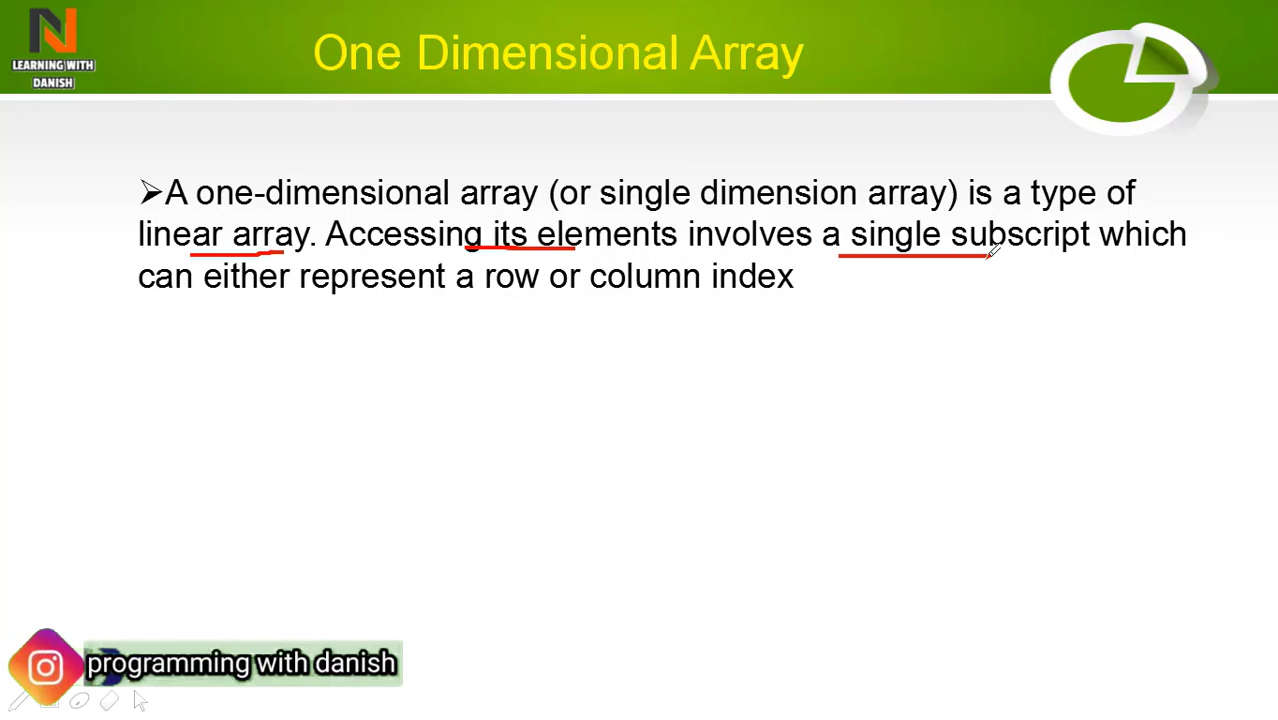 LEARNING WITH
DANISH
One Dimensional Array
➢A one-dimensional array (or single dimension array) is a type of
linear array. Accessing its elements involves a single subscript which
can either represent a row or column index
programming with danish